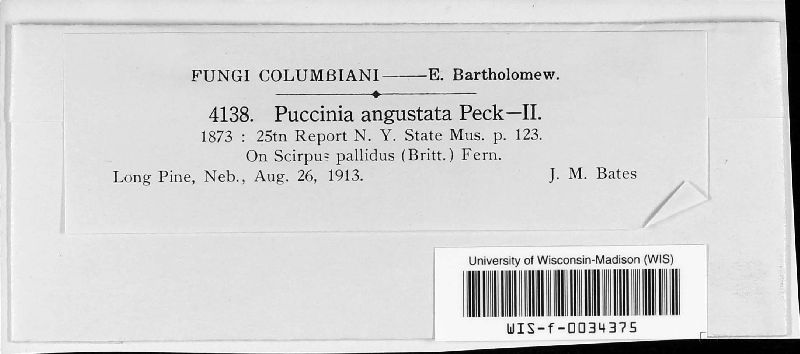 FUNGI COLUMBIANI——E. Bartholomew.
4138. Puccinia angustata Peck—II.
1873 : 25tn Report N. Y. State Mus. p. 123.
On Scirpus pallidus (Britt.) Fern.
Long Pine, Neb., Aug. 26, 1913. J. M. Bates
University of Wisconsin-Madison (WIS)
WIS-f-0034375